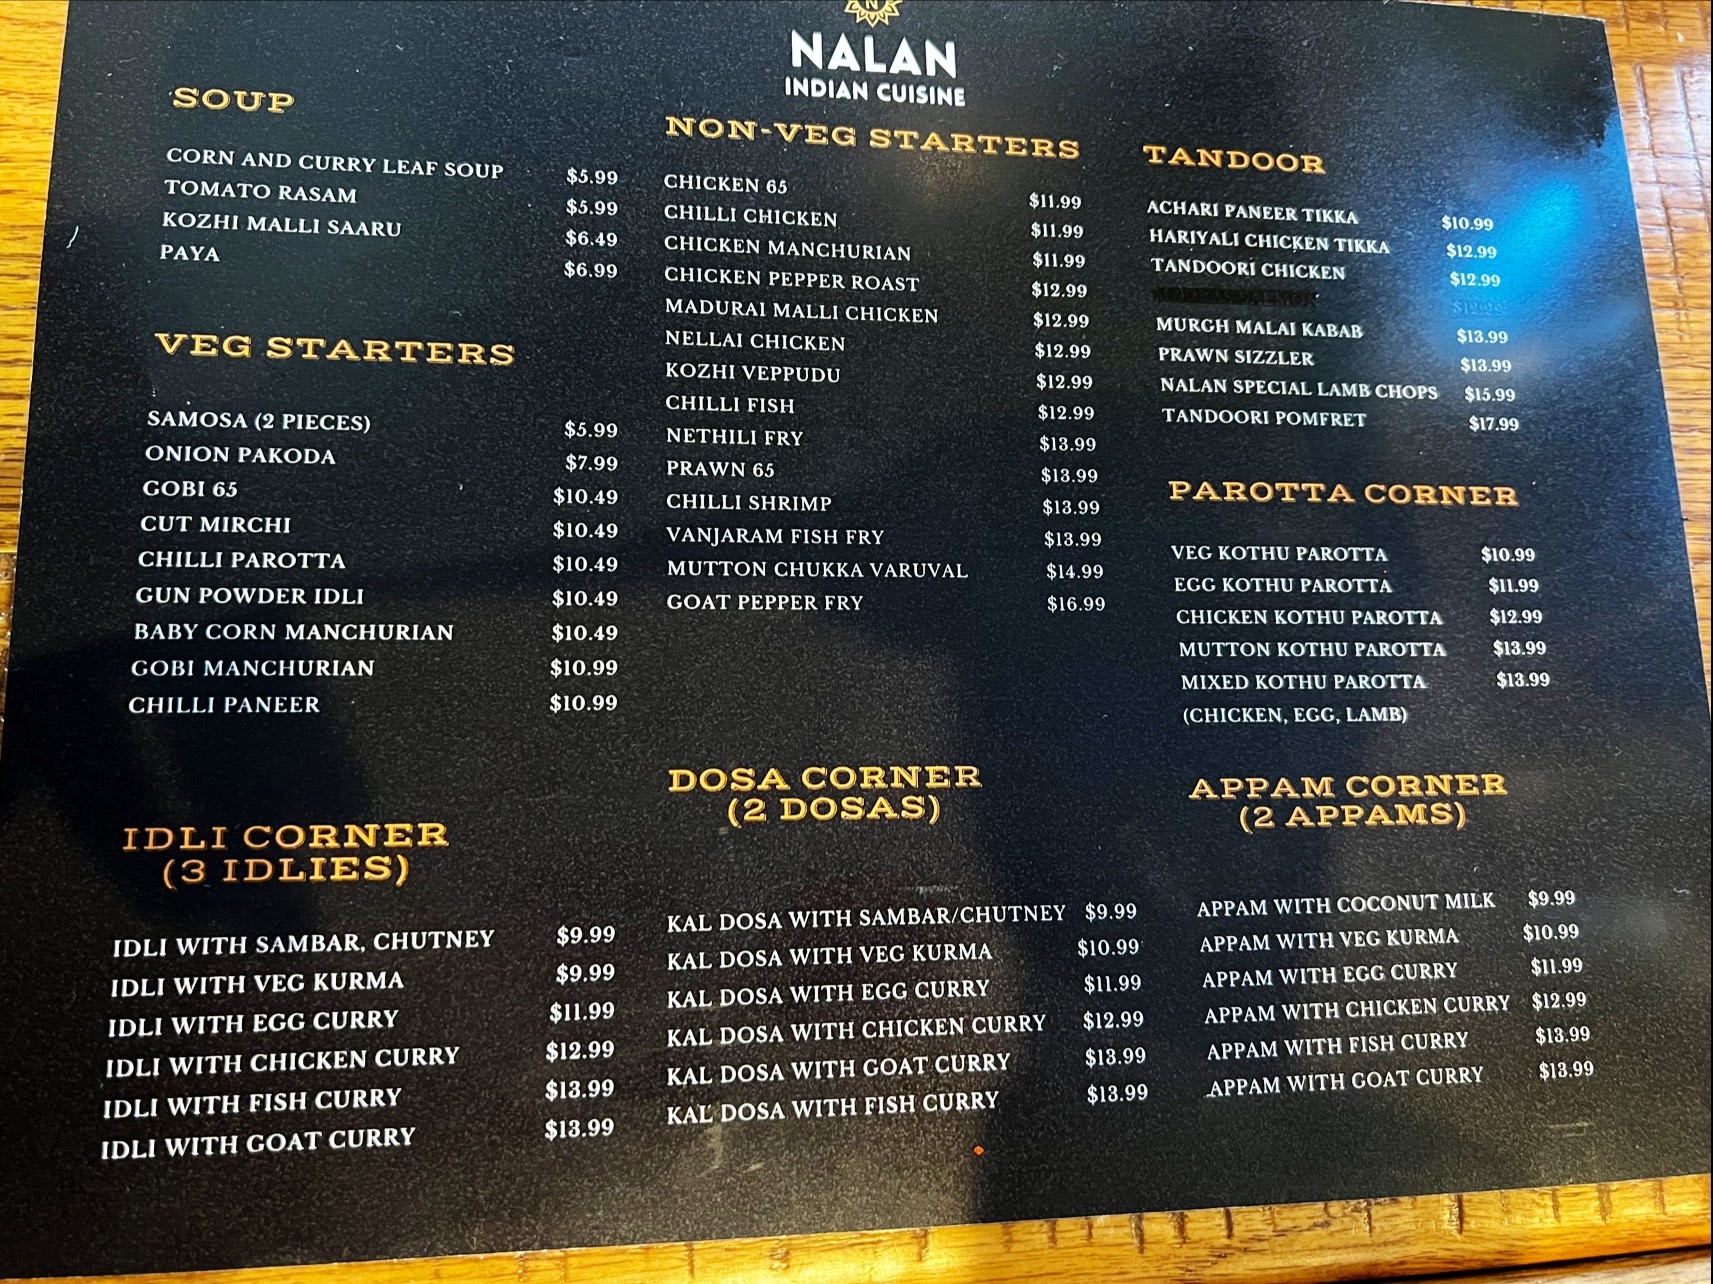 NALAN
INDIAN CUISINE
SOUP
CORN AND CURRY LEAF SOUP $5.99
TOMATO RASAM $5.99
KOZHI MALLI SAARU $6.49
PAYA $6.99
VEG STARTERS
SAMOSA (2 PIECES) $5.99
ONION PAKODA $7.99
GOBI 65 $10.49
CUT MIRCHI $10.49
CHILLI PAROTTA $10.49
GUN POWDER IDLI $10.49
BABY CORN MANCHURIAN $10.49
GOBI MANCHURIAN $10.99
CHILLI PANEER $10.99
IDLI CORNER
(3 IDLIES)
IDLI WITH SAMBAR, CHUTNEY $9.99
IDLI WITH VEG KURMA $9.99
IDLI WITH EGG CURRY $11.99
IDLI WITH CHICKEN CURRY $12.99
IDLI WITH FISH CURRY $13.99
IDLI WITH GOAT CURRY $13.99
NON-VEG STARTERS
CHICKEN 65 $11.99
CHILLI CHICKEN $11.99
CHICKEN MANCHURIAN $11.99
CHICKEN PEPPER ROAST $12.99
MADURAI MALLI CHICKEN $12.99
NELLAI CHICKEN $12.99
KOZHI VEPPUDU $12.99
CHILLI FISH $12.99
NETHILI FRY $13.99
PRAWN 65 $13.99
CHILLI SHRIMP $13.99
VANJARAM FISH FRY $13.99
MUTTON CHUKKA VARUVAL $14.99
GOAT PEPPER FRY $16.99
DOSA CORNER
(2 DOSAS)
KAL DOSA WITH SAMBAR/CHUTNEY $9.99
KAL DOSA WITH VEG KURMA $10.99
KAL DOSA WITH EGG CURRY $11.99
KAL DOSA WITH CHICKEN CURRY $12.99
KAL DOSA WITH GOAT CURRY $13.99
KAL DOSA WITH FISH CURRY $13.99
TANDOOR
ACHARI PANEER TIKKA $10.99
HARIYALI CHICKEN TIKKA $12.99
TANDOORI CHICKEN $12.99
MURGH MALAI KABAB $13.99
PRAWN SIZZLER $13.99
NALAN SPECIAL LAMB CHOPS $15.99
TANDOORI POMFRET $17.99
PAROTTA CORNER
VEG KOTHU PAROTTA $10.99
EGG KOTHU PAROTTA $11.99
CHICKEN KOTHU PAROTTA $12.99
MUTTON KOTHU PAROTTA $13.99
MIXED KOTHU PAROTTA $13.99
(CHICKEN, EGG, LAMB)
APPAM CORNER
(2 APPAMS)
APPAM WITH COCONUT MILK $9.99
APPAM WITH VEG KURMA $10.99
APPAM WITH EGG CURRY $11.99
APPAM WITH CHICKEN CURRY $12.99
APPAM WITH FISH CURRY $13.99
APPAM WITH GOAT CURRY $13.99